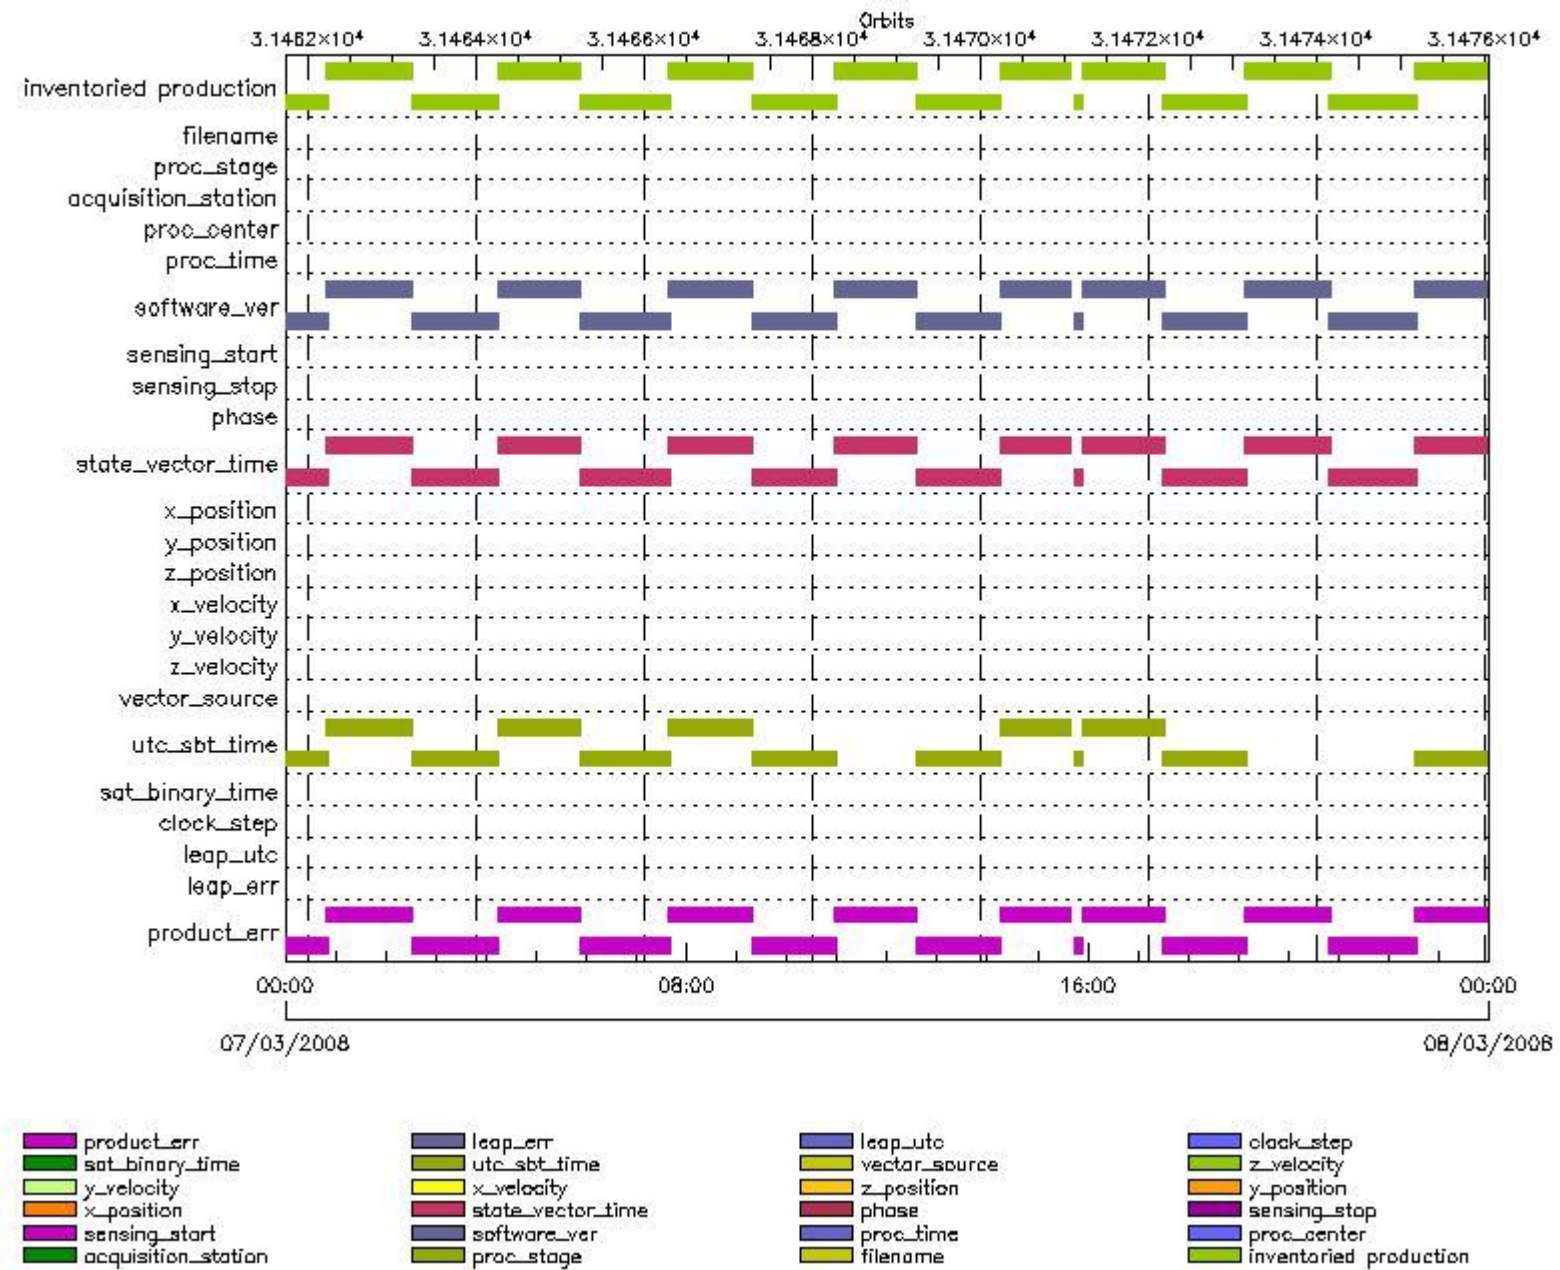 Orbits
3.1462×10⁴ 3.1464×10⁴ 3.1466×10⁴ 3.1468×10⁴ 3.1470×10⁴ 3.1472×10⁴ 3.1474×10⁴ 3.1476×10⁴
inventoried production
filename
proc_stage
acquisition_station
proc_center
proc_time
software_ver
sensing_start
sensing_stop
phase
state_vector_time
x_position
y_position
z_position
x_velocity
y_velocity
z_velocity
vector_source
utc_sbt_time
sat_binary_time
clock_step
leap_utc
leap_err
product_err
00:00 08:00 16:00 00:00
07/03/2008 08/03/2008
product_err leap_err leap_utc clock_step
sat_binary_time utc_sbt_time vector_source z_velocity
y_velocity x_velocity z_position y_position
x_position state_vector_time phase sensing_stop
sensing_start software_ver proc_time proc_center
acquisition_station proc_stage filename inventoried production